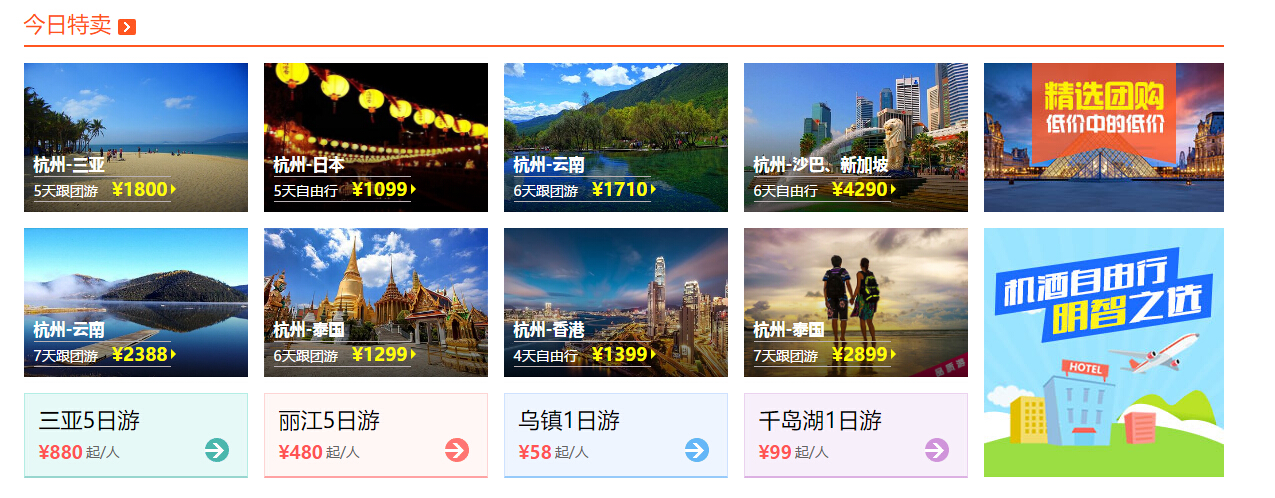 今日特卖
杭州-三亚
5天跟团游 ¥1800
杭州-日本
5天自由行 ¥1099
杭州-云南
6天跟团游 ¥1710
杭州-沙巴、新加坡
6天自由行 ¥4290
精选团购
低价中的低价
杭州-云南
7天跟团游 ¥2388
杭州-泰国
6天跟团游 ¥1299
杭州-香港
4天自由行 ¥1399
杭州-泰国
7天跟团游 ¥2899
品质游
机酒自由行
明智之选
HOTEL
三亚5日游
¥880 起/人
丽江5日游
¥480 起/人
乌镇1日游
¥58 起/人
千岛湖1日游
¥99 起/人